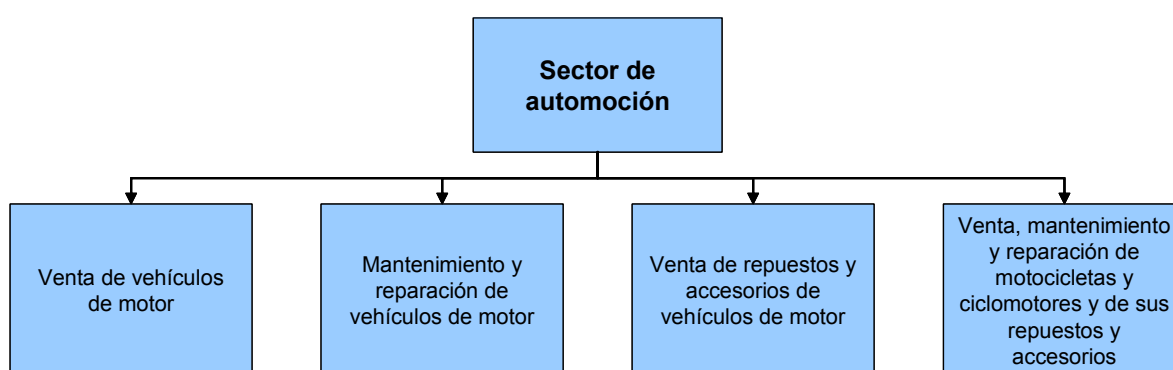 Sector de
automoción
Venta de vehículos
de motor
Mantenimiento y
reparación de
vehículos de motor
Venta de repuestos y
accesorios de
vehículos de motor
Venta, mantenimiento
y reparación de
motocicletas y
ciclomotores y de sus
repuestos y
accesorios